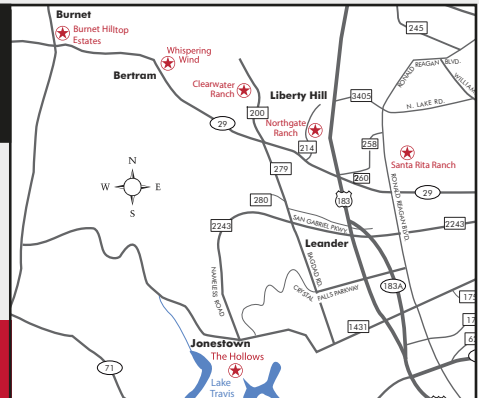 Burnet
Burnet Hilltop
Estates
245
Whispering
Wind
Bertram
RONALD REAGAN BLVD.
Clearwater
Ranch
Liberty Hill
3405
N. LAKE RD.
200
29
Northgate
Ranch
214
258
Santa Rita Ranch
279
260
N
W E
S
280
183
29
RONALD REAGAN BLVD.
SAN GABRIEL PKWY.
2243
2243
Leander
BAGDAD RD.
NAMELESS ROAD
CRYSTAL FALLS PARKWAY
183A
1431
Jonestown
The Hollows
71
Lake
Travis